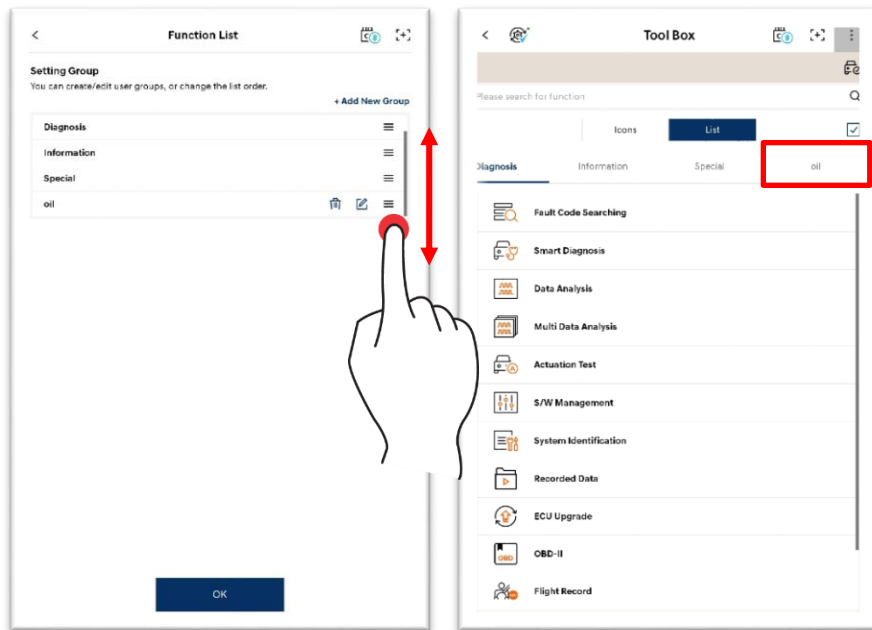 Function List
Setting Group
You can create/edit user groups, or change the list order.
+ Add New Group
Diagnosis
Information
Special
oil
OK
Tool Box
Please search for function
Icons
List
Diagnosis
Information
Special
oil
Fault Code Searching
Smart Diagnosis
Data Analysis
Multi Data Analysis
Actuation Test
S/W Management
System Identification
Recorded Data
ECU Upgrade
OBD
OBD-II
Flight Record